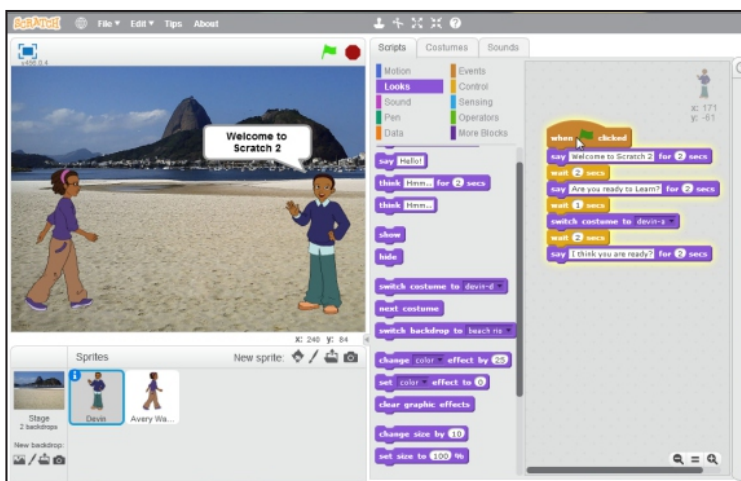 SCRATCH File▼ Edit▼ Tips About
v456.0.4
Welcome to
Scratch 2
X: 240 y: 84
Sprites New sprite:
Stage
2 backdrops
New backdrop:
Devin
Avery Wa...
Scripts Costumes Sounds
Motion Events
Looks Control
Sound Sensing
Pen Operators
Data More Blocks
say Hello!
think Hmm... for 2 secs
think Hmm...
show
hide
switch costume to devin-d
next costume
switch backdrop to beach rio
change color effect by 25
set color effect to 0
clear graphic effects
change size by 10
set size to 100 %
x: 171
y: -61
when clicked
say Welcome to Scratch 2 for 2 secs
wait 2 secs
say Are you ready to Learn? for 2 secs
wait 1 secs
switch costume to devin-a
wait 2 secs
say I think you are ready? for 2 secs